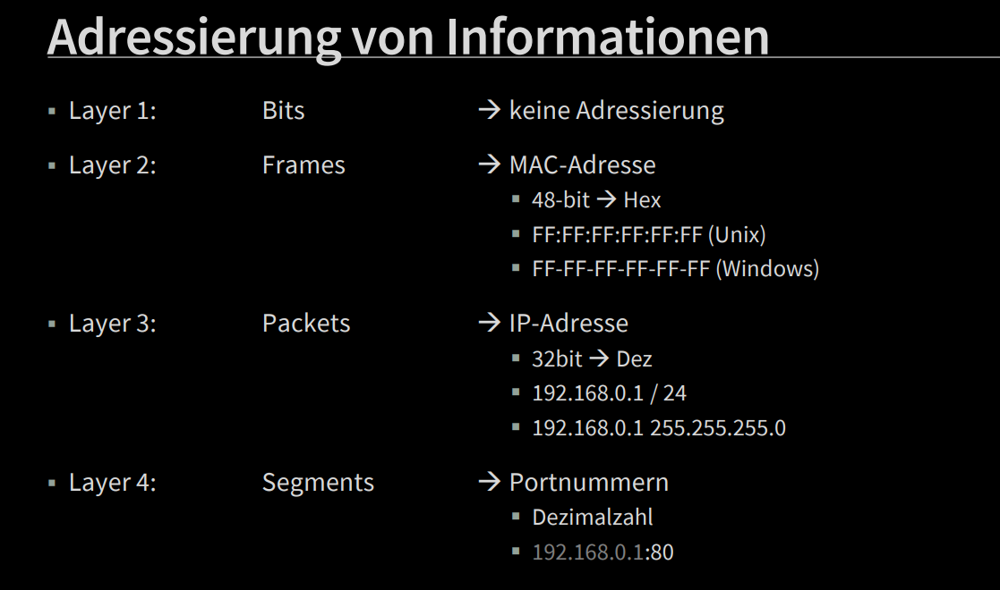 Adressierung von Informationen
▪ Layer 1: Bits → keine Adressierung
▪ Layer 2: Frames → MAC-Adresse
▪ 48-bit → Hex
▪ FF:FF:FF:FF:FF:FF (Unix)
▪ FF-FF-FF-FF-FF-FF (Windows)
▪ Layer 3: Packets → IP-Adresse
▪ 32bit → Dez
▪ 192.168.0.1 / 24
▪ 192.168.0.1 255.255.255.0
▪ Layer 4: Segments → Portnummern
▪ Dezimalzahl
▪ 192.168.0.1:80